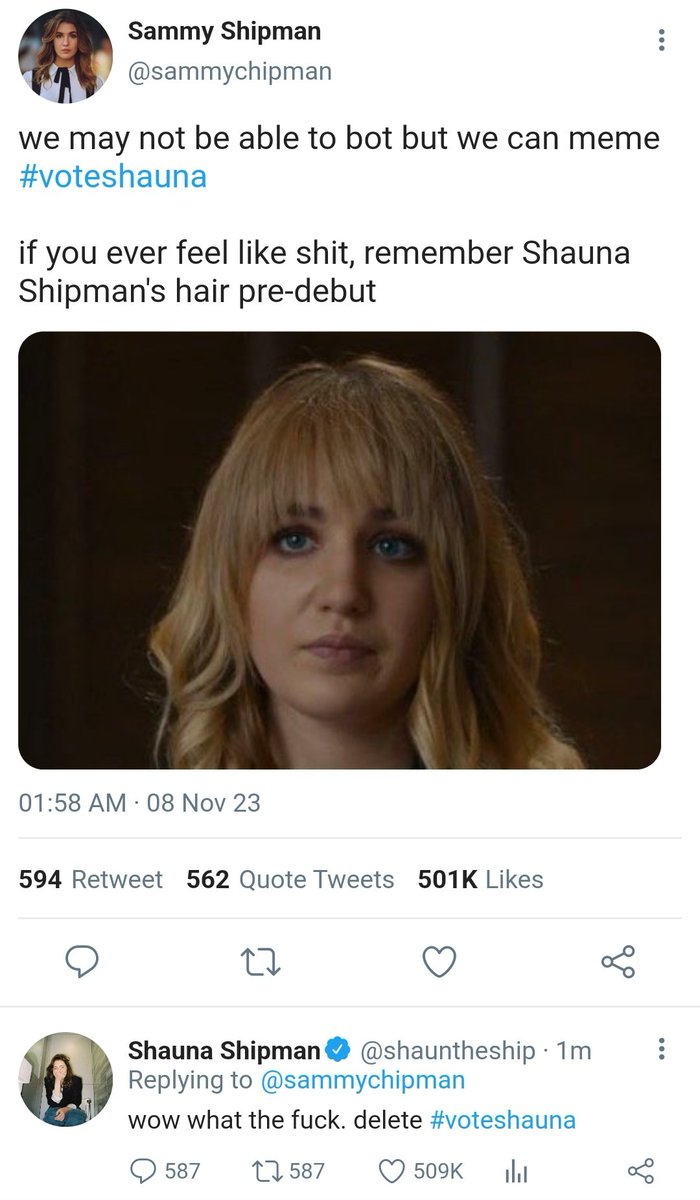 Sammy Shipman
@sammychipman
we may not be able to bot but we can meme
#voteshauna
if you ever feel like shit, remember Shauna
Shipman's hair pre-debut
01:58 AM · 08 Nov 23
594 Retweet 562 Quote Tweets 501K Likes
Shauna Shipman @shauntheship · 1m
Replying to @sammychipman
wow what the fuck. delete #voteshauna
587 587 509K